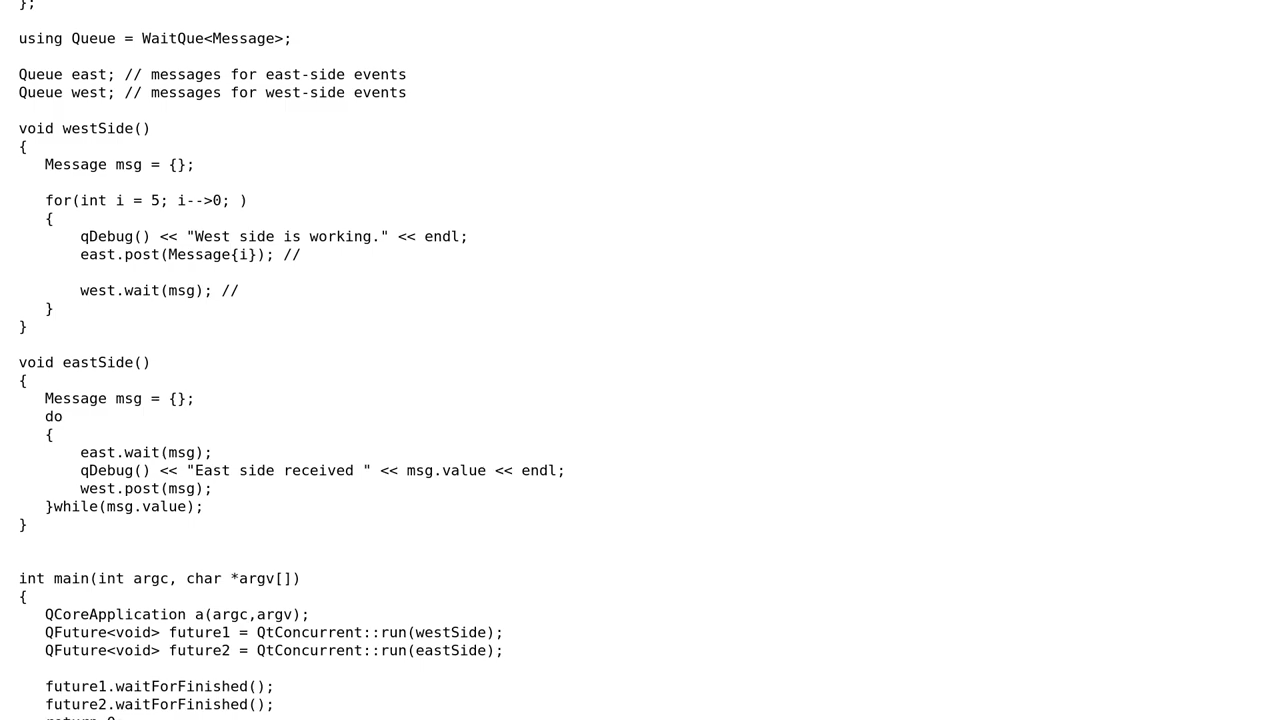 };
using Queue = WaitQue<Message>;
Queue east; // messages for east-side events
Queue west; // messages for west-side events
void westSide()
{
Message msg = {};
for(int i = 5; i-->0; )
{
qDebug() << "West side is working." << endl;
east.post(Message{i}); //
west.wait(msg); //
}
}
void eastSide()
{
Message msg = {};
do
{
east.wait(msg);
qDebug() << "East side received " << msg.value << endl;
west.post(msg);
}while(msg.value);
}
int main(int argc, char *argv[])
{
QCoreApplication a(argc,argv);
QFuture<void> future1 = QtConcurrent::run(westSide);
QFuture<void> future2 = QtConcurrent::run(eastSide);
future1.waitForFinished();
future2.waitForFinished();